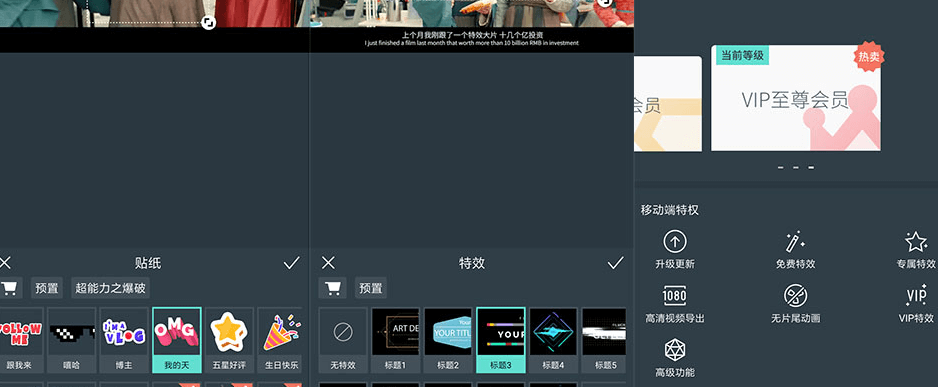 贴纸
预置
超能力之爆破
FOLLOW ME
I'M A VLOG
OMG
跟我来
嘻哈
博主
我的天
五星好评
生日快乐
上个月我刚跟了一个特效大片 十几个亿投资
I just finished a film last month that worth more than 10 billion RMB in investment
特效
预置
ART DE
YOUR TITL
YOUR
无特效
标题1
标题2
标题3
标题4
标题5
会员
当前等级
热卖
VIP至尊会员
移动端特权
升级更新
免费特效
专属特效
1080
VIP
高清视频导出
无片尾动画
VIP特效
高级功能